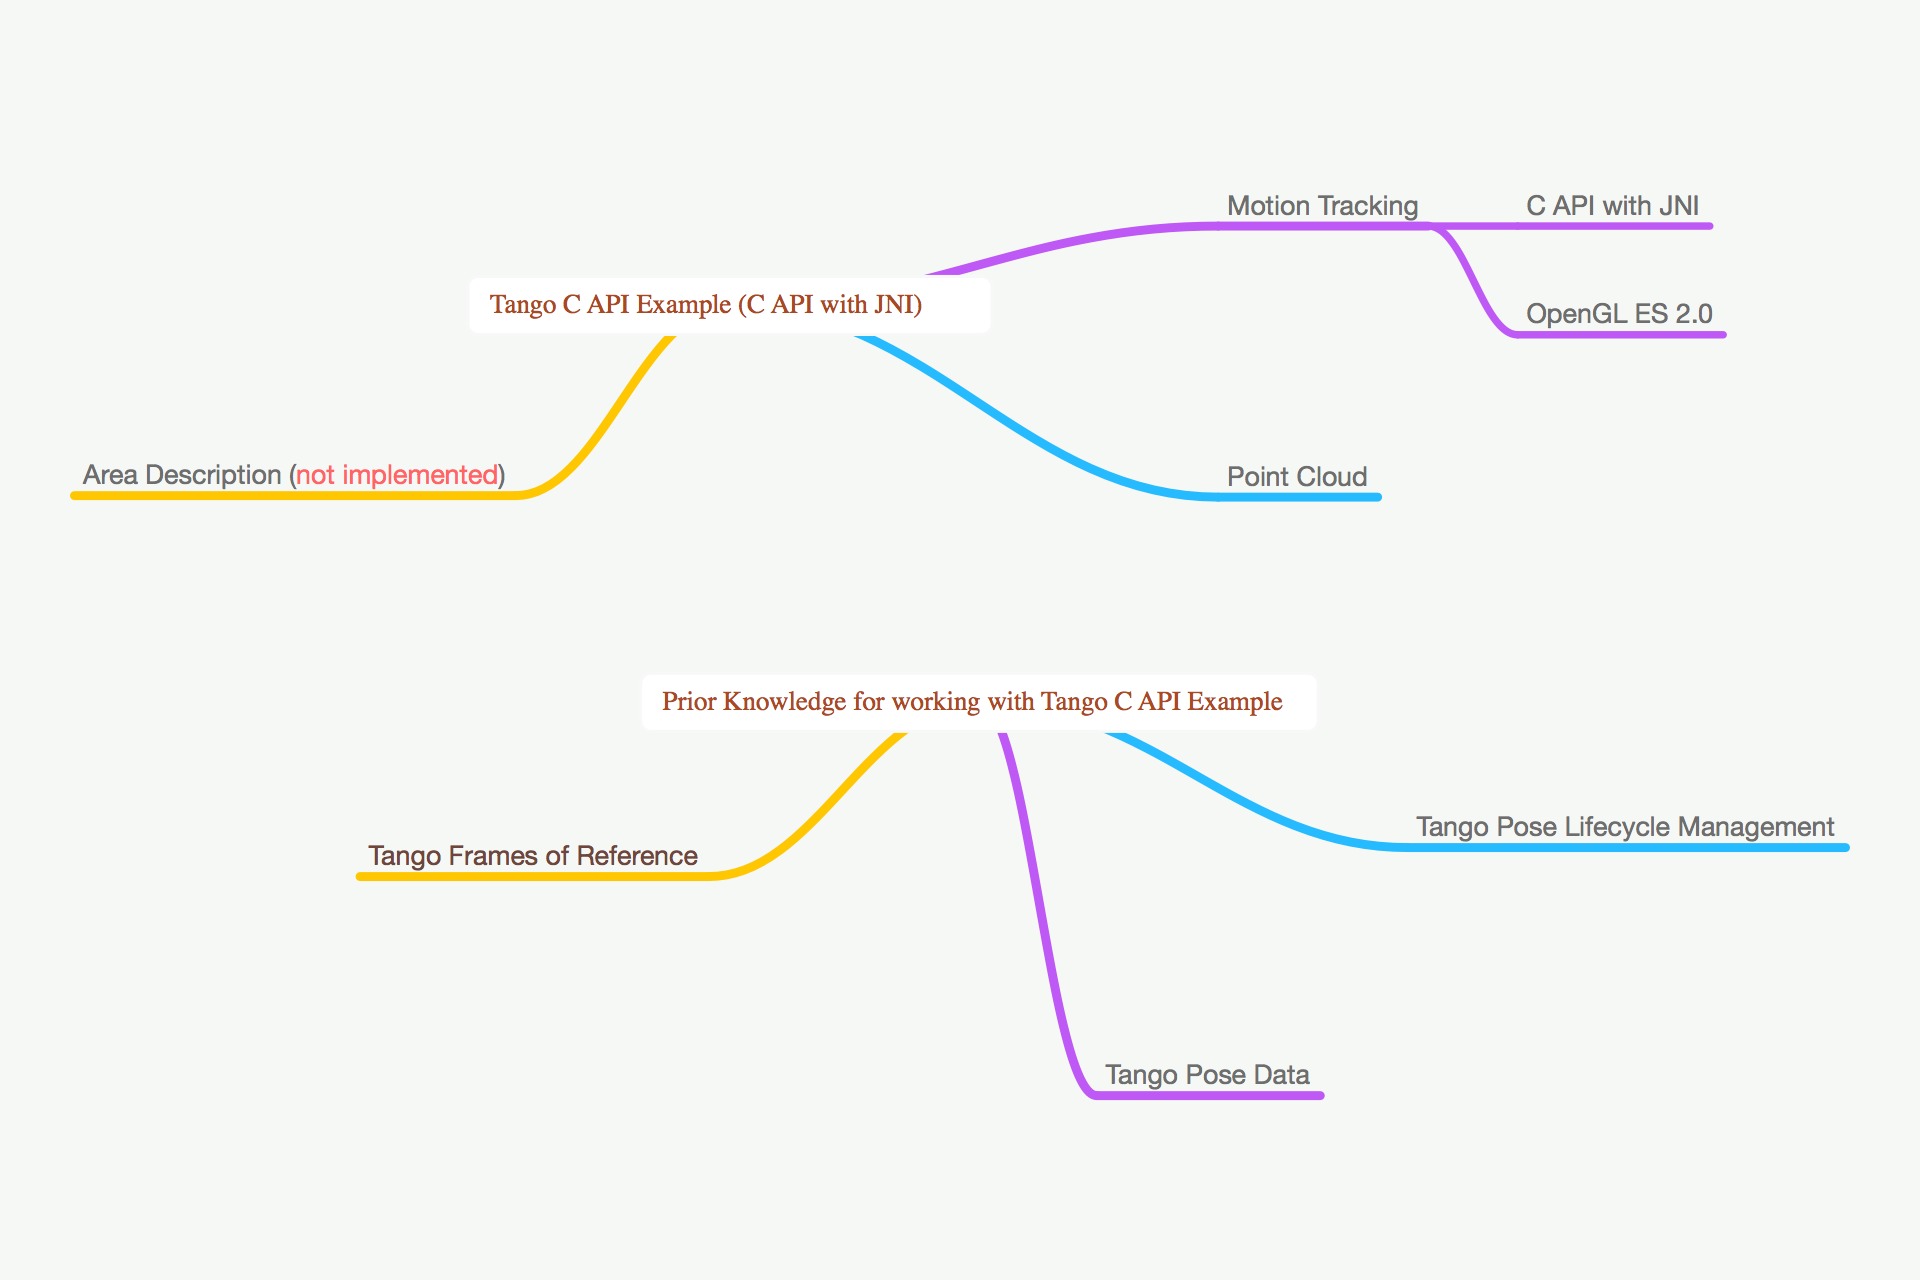 Motion Tracking
C API with JNI
Tango C API Example (C API with JNI)
OpenGL ES 2.0
Area Description (not implemented)
Point Cloud
Prior Knowledge for working with Tango C API Example
Tango Pose Lifecycle Management
Tango Frames of Reference
Tango Pose Data